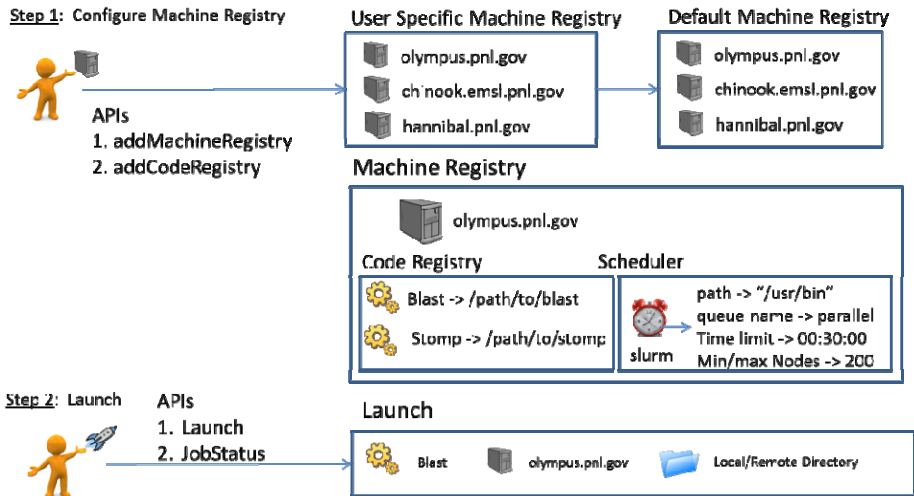 Step 1: Configure Machine Registry
User Specific Machine Registry
Default Machine Registry
olympus.pnl.gov
chinook.emsl.pnl.gov
hannibal.pnl.gov
olympus.pnl.gov
chinook.emsl.pnl.gov
hannibal.pnl.gov
APIs
1. addMachineRegistry
2. addCodeRegistry
Machine Registry
olympus.pnl.gov
Code Registry
Scheduler
Blast -> /path/to/blast
Stomp -> /path/to/stomp
slurm
path -> “/usr/bin”
queue name -> parallel
Time limit -> 00:30:00
Min/max Nodes -> 200
Step 2: Launch
APIs
1. Launch
2. JobStatus
Launch
Blast
olympus.pnl.gov
Local/Remote Directory